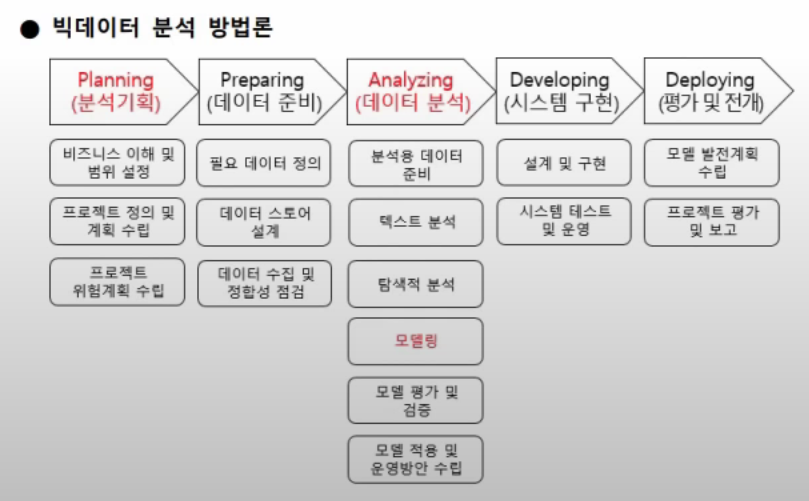 ● 빅데이터 분석 방법론
Planning
(분석기획)
Preparing
(데이터 준비)
Analyzing
(데이터 분석)
Developing
(시스템 구현)
Deploying
(평가 및 전개)
비즈니스 이해 및
범위 설정
프로젝트 정의 및
계획 수립
프로젝트
위험계획 수립
필요 데이터 정의
데이터 스토어
설계
데이터 수집 및
정합성 점검
분석용 데이터
준비
텍스트 분석
탐색적 분석
모델링
모델 평가 및
검증
모델 적용 및
운영방안 수립
설계 및 구현
시스템 테스트
및 운영
모델 발전계획
수립
프로젝트 평가
및 보고